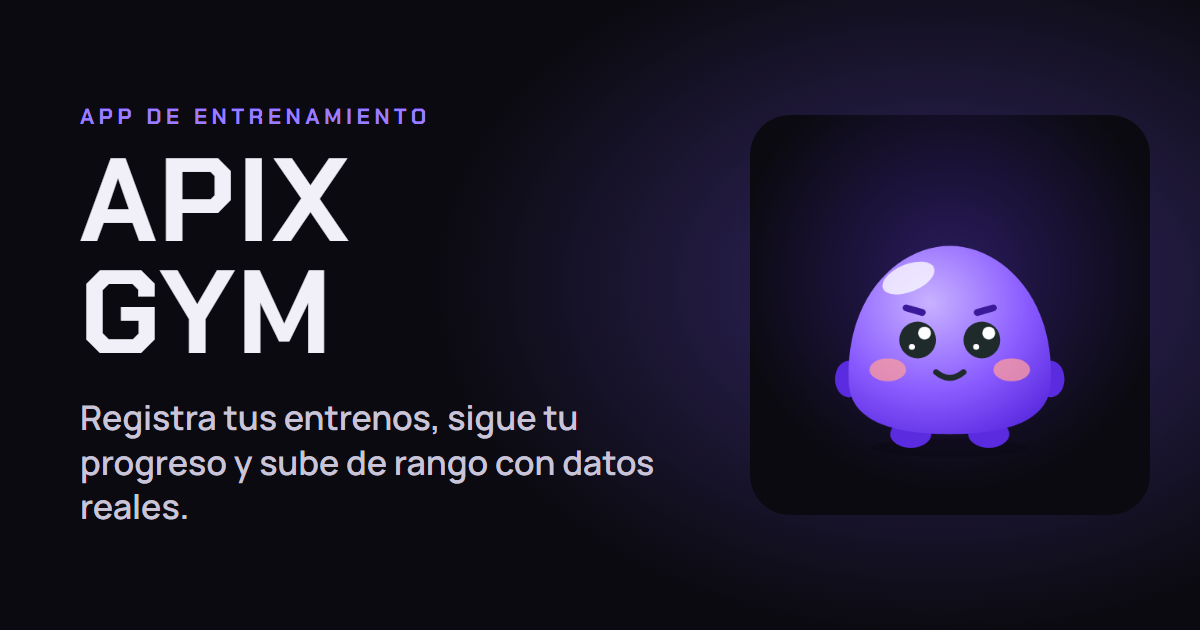 APP DE ENTRENAMIENTO
APIX
GYM
Registra tus entrenos, sigue tu
progreso y sube de rango con datos
reales.